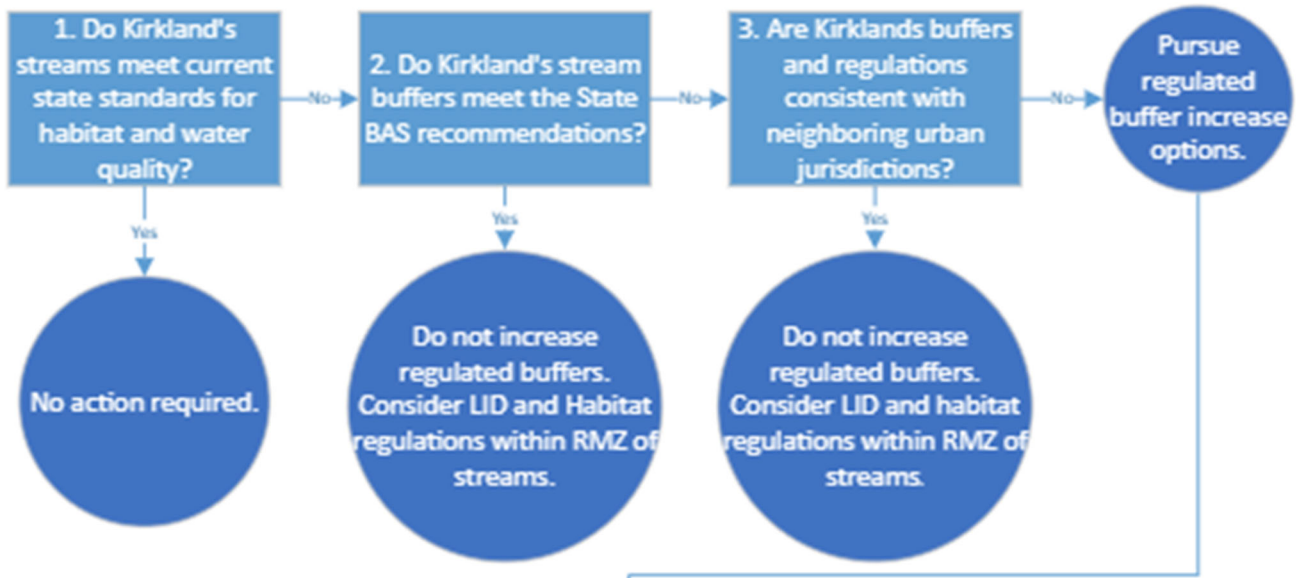 1. Do Kirkland's
streams meet current
state standards for
habitat and water
quality?
No
2. Do Kirkland's stream
buffers meet the State
BAS recommendations?
No
3. Are Kirklands buffers
and regulations
consistent with
neighboring urban
jurisdictions?
No
Pursue
regulated
buffer increase
options.
Yes
Yes
Yes
No action required.
Do not increase
regulated buffers.
Consider LID and Habitat
regulations within RMZ of
streams.
Do not increase
regulated buffers.
Consider LID and habitat
regulations within RMZ of
streams.